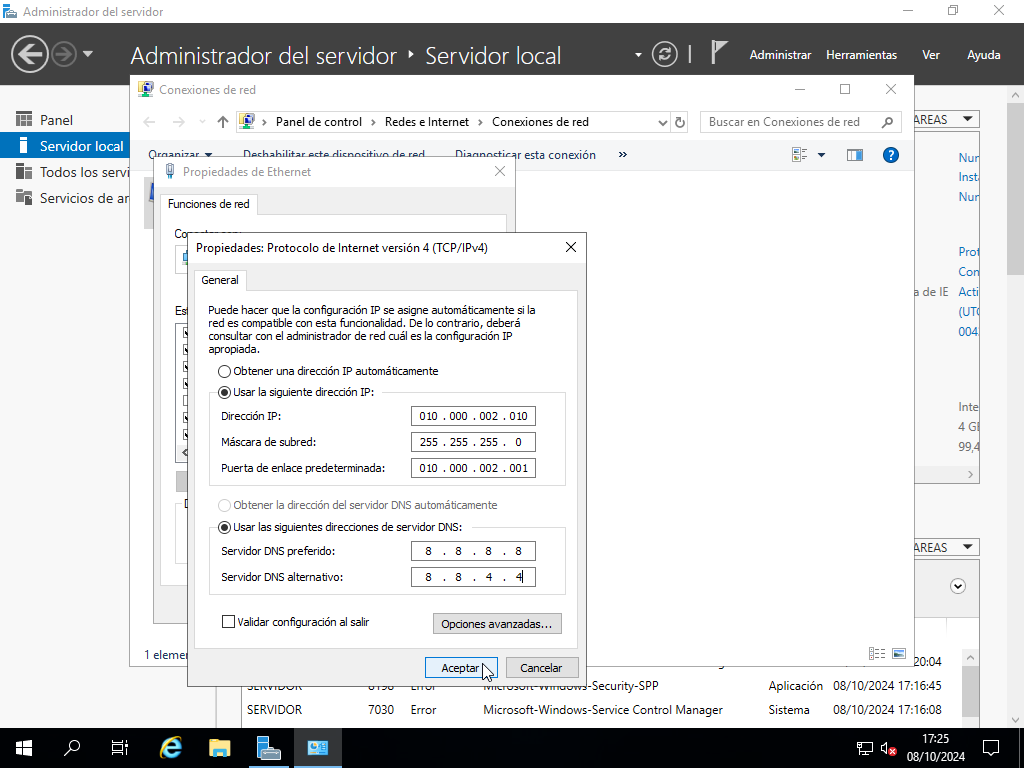 Administrador del servidor
Administrador del servidor
Servidor local
Administrar
Herramientas
Ver
Ayuda
Panel
Servidor local
Todos los servi
Servicios de ar
Conexiones de red
Panel de control
Redes e Internet
Conexiones de red
Buscar en Conexiones de red
Organizar
Deshabilitar este dispositivo de red
Diagnosticar esta conexión
»
Propiedades de Ethernet
Funciones de red
Propiedades: Protocolo de Internet versión 4 (TCP/IPv4)
General
Puede hacer que la configuración IP se asigne automáticamente si la
red es compatible con esta funcionalidad. De lo contrario, deberá
consultar con el administrador de red cuál es la configuración IP
apropiada.
Obtener una dirección IP automáticamente
Usar la siguiente dirección IP:
Dirección IP:
010 . 000 . 002 . 010
Máscara de subred:
255 . 255 . 255 . 0
Puerta de enlace predeterminada:
010 . 000 . 002 . 001
Obtener la dirección del servidor DNS automáticamente
Usar las siguientes direcciones de servidor DNS:
Servidor DNS preferido:
8 . 8 . 8 . 8
Servidor DNS alternativo:
8 . 8 . 4 . 4
Validar configuración al salir
Opciones avanzadas...
Aceptar
Cancelar
AREAS
Nun
Insta
Nun
Prot
Con
a de IE
Acti
(UTC
004
Inte
4 GB
99,4
AREAS
1 elemen
20:04
SERVIDOR 8198 Error Microsoft-Windows-Security-SPP Aplicación 08/10/2024 17:16:45
SERVIDOR 7030 Error Microsoft-Windows-Service Control Manager Sistema 08/10/2024 17:16:08
17:25
08/10/2024